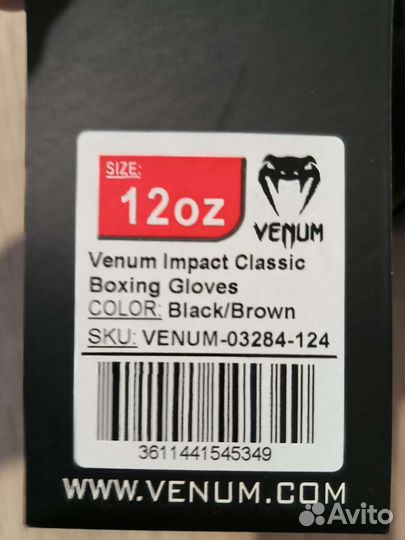 SIZE:
12oz
VENUM
Venum Impact Classic
Boxing Gloves
COLOR: Black/Brown
SKU: VENUM-03284-124
3611441545349
WWW.VENUM.COM
Avito